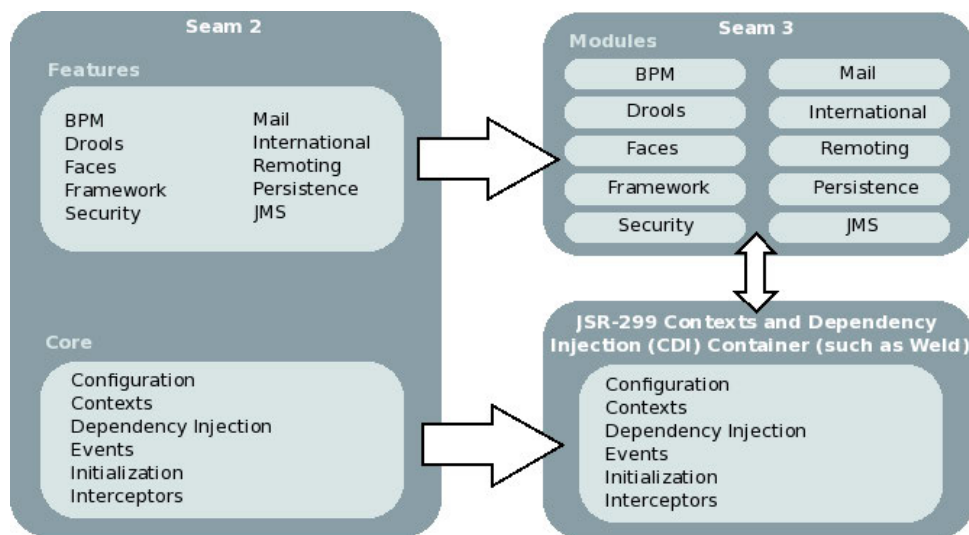 Seam 2
Features
BPM
Drools
Faces
Framework
Security
Mail
International
Remoting
Persistence
JMS
Core
Configuration
Contexts
Dependency Injection
Events
Initialization
Interceptors
Seam 3
Modules
BPM
Drools
Faces
Framework
Security
Mail
International
Remoting
Persistence
JMS
JSR-299 Contexts and Dependency
Injection (CDI) Container (such as Weld)
Configuration
Contexts
Dependency Injection
Events
Initialization
Interceptors